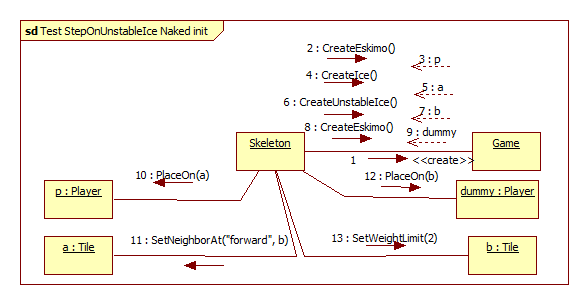 sd Test StepOnUnstableIce Naked init
2 : CreateEskimo()
3 : p
4 : CreateIce()
5 : a
6 : CreateUnstableIce()
7 : b
8 : CreateEskimo()
9 : dummy
Skeleton
Game
1
<<create>>
10 : PlaceOn(a)
12 : PlaceOn(b)
p : Player
dummy : Player
11 : SetNeighborAt("forward", b)
13 : SetWeightLimit(2)
a : Tile
b : Tile